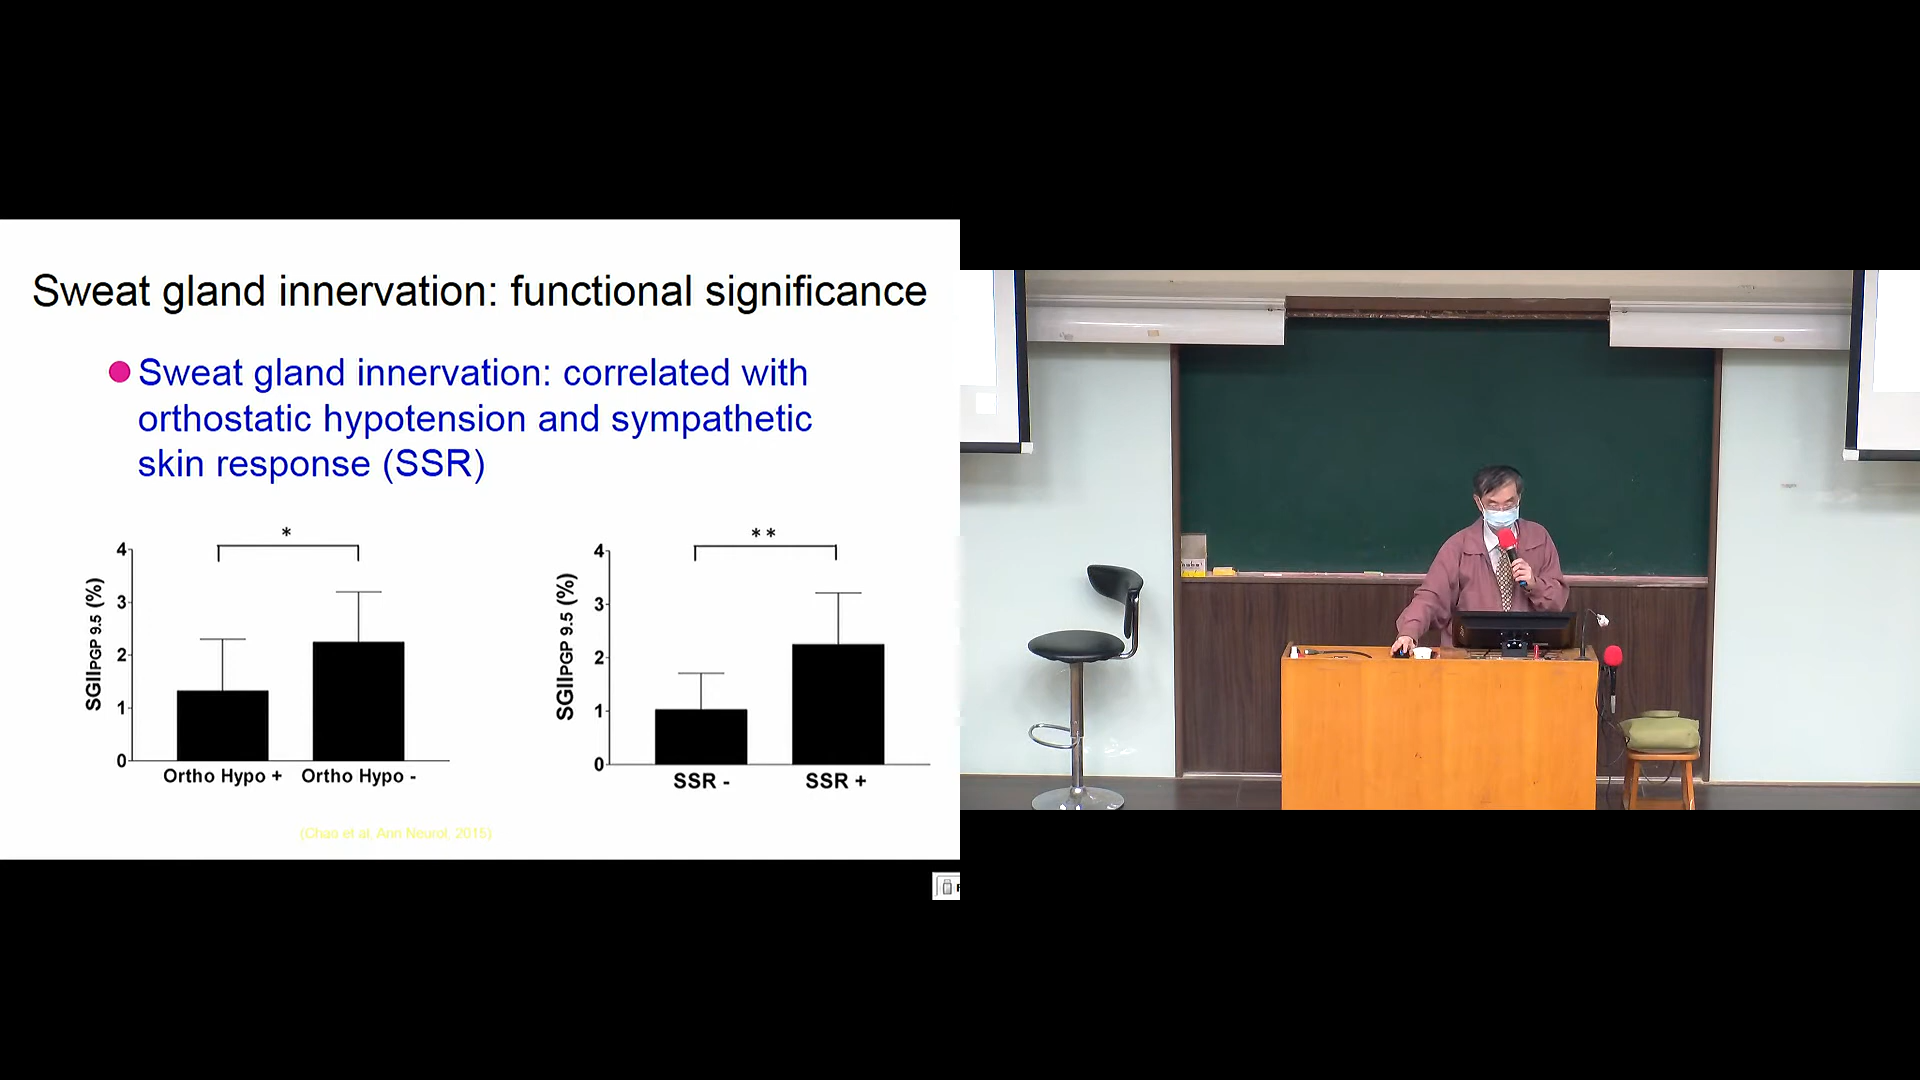 Sweat gland innervation: functional significance
Sweat gland innervation: correlated with
orthostatic hypotension and sympathetic
skin response (SSR)
*
4
3
2
1
0
SGIIPGP 9.5 (%)
Ortho Hypo + Ortho Hypo -
**
4
3
2
1
0
SGIIPGP 9.5 (%)
SSR - SSR +
(Chao et al, Ann Neurol, 2015)